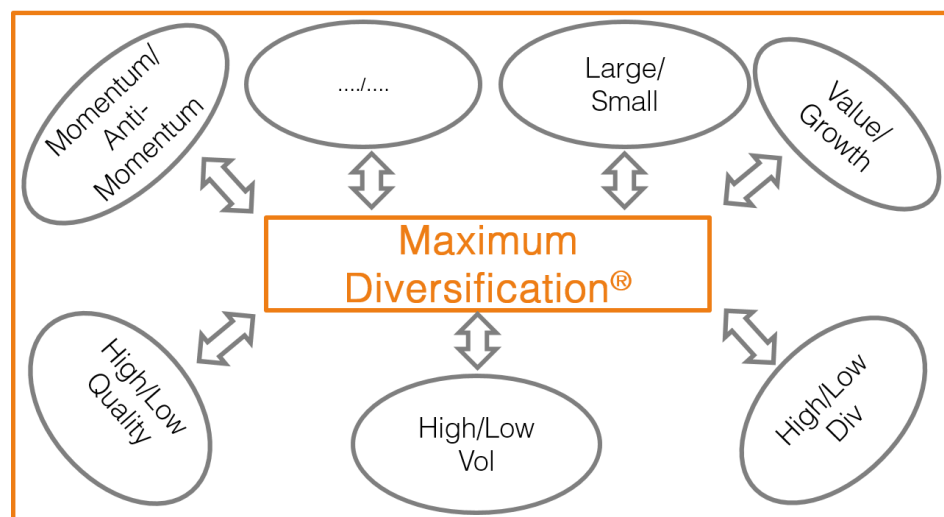 Momentum/
Anti-
Momentum
..../....
Large/
Small
Value/
Growth
Maximum
Diversification®
High/Low
Quality
High/Low
Vol
High/Low
Div